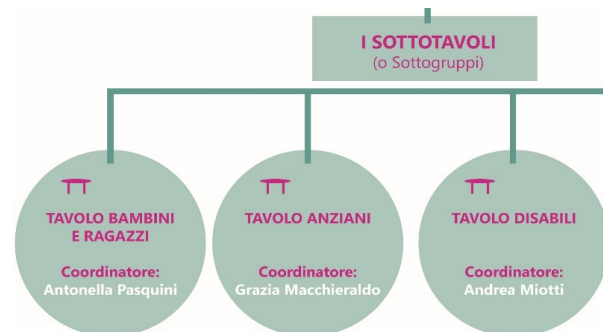 I SOTTOTAVOLI
(o Sottogruppi)
TAVOLO BAMBINI
E RAGAZZI
Coordinatore:
Antonella Pasquini
TAVOLO ANZIANI
Coordinatore:
Grazia Macchieraldo
TAVOLO DISABILI
Coordinatore:
Andrea Miotti